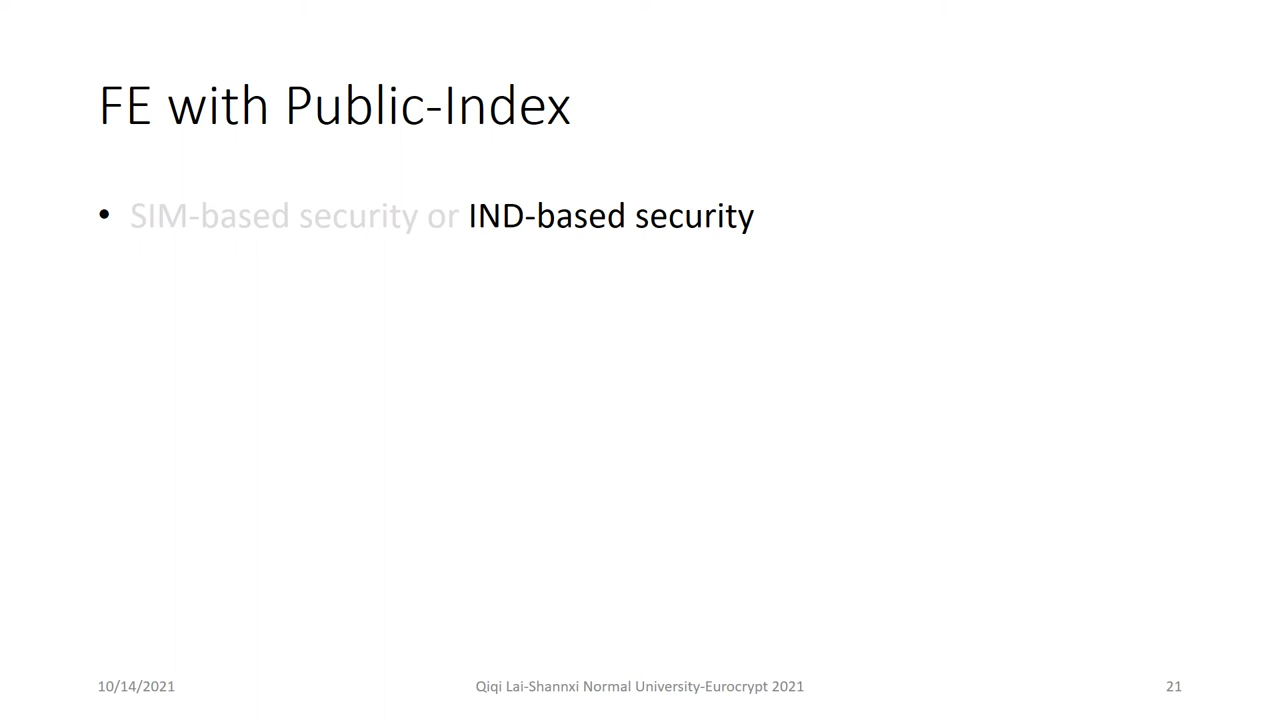 FE with Public-Index
• SIM-based security or IND-based security
10/14/2021
Qiqi Lai-Shannxi Normal University-Eurocrypt 2021
21